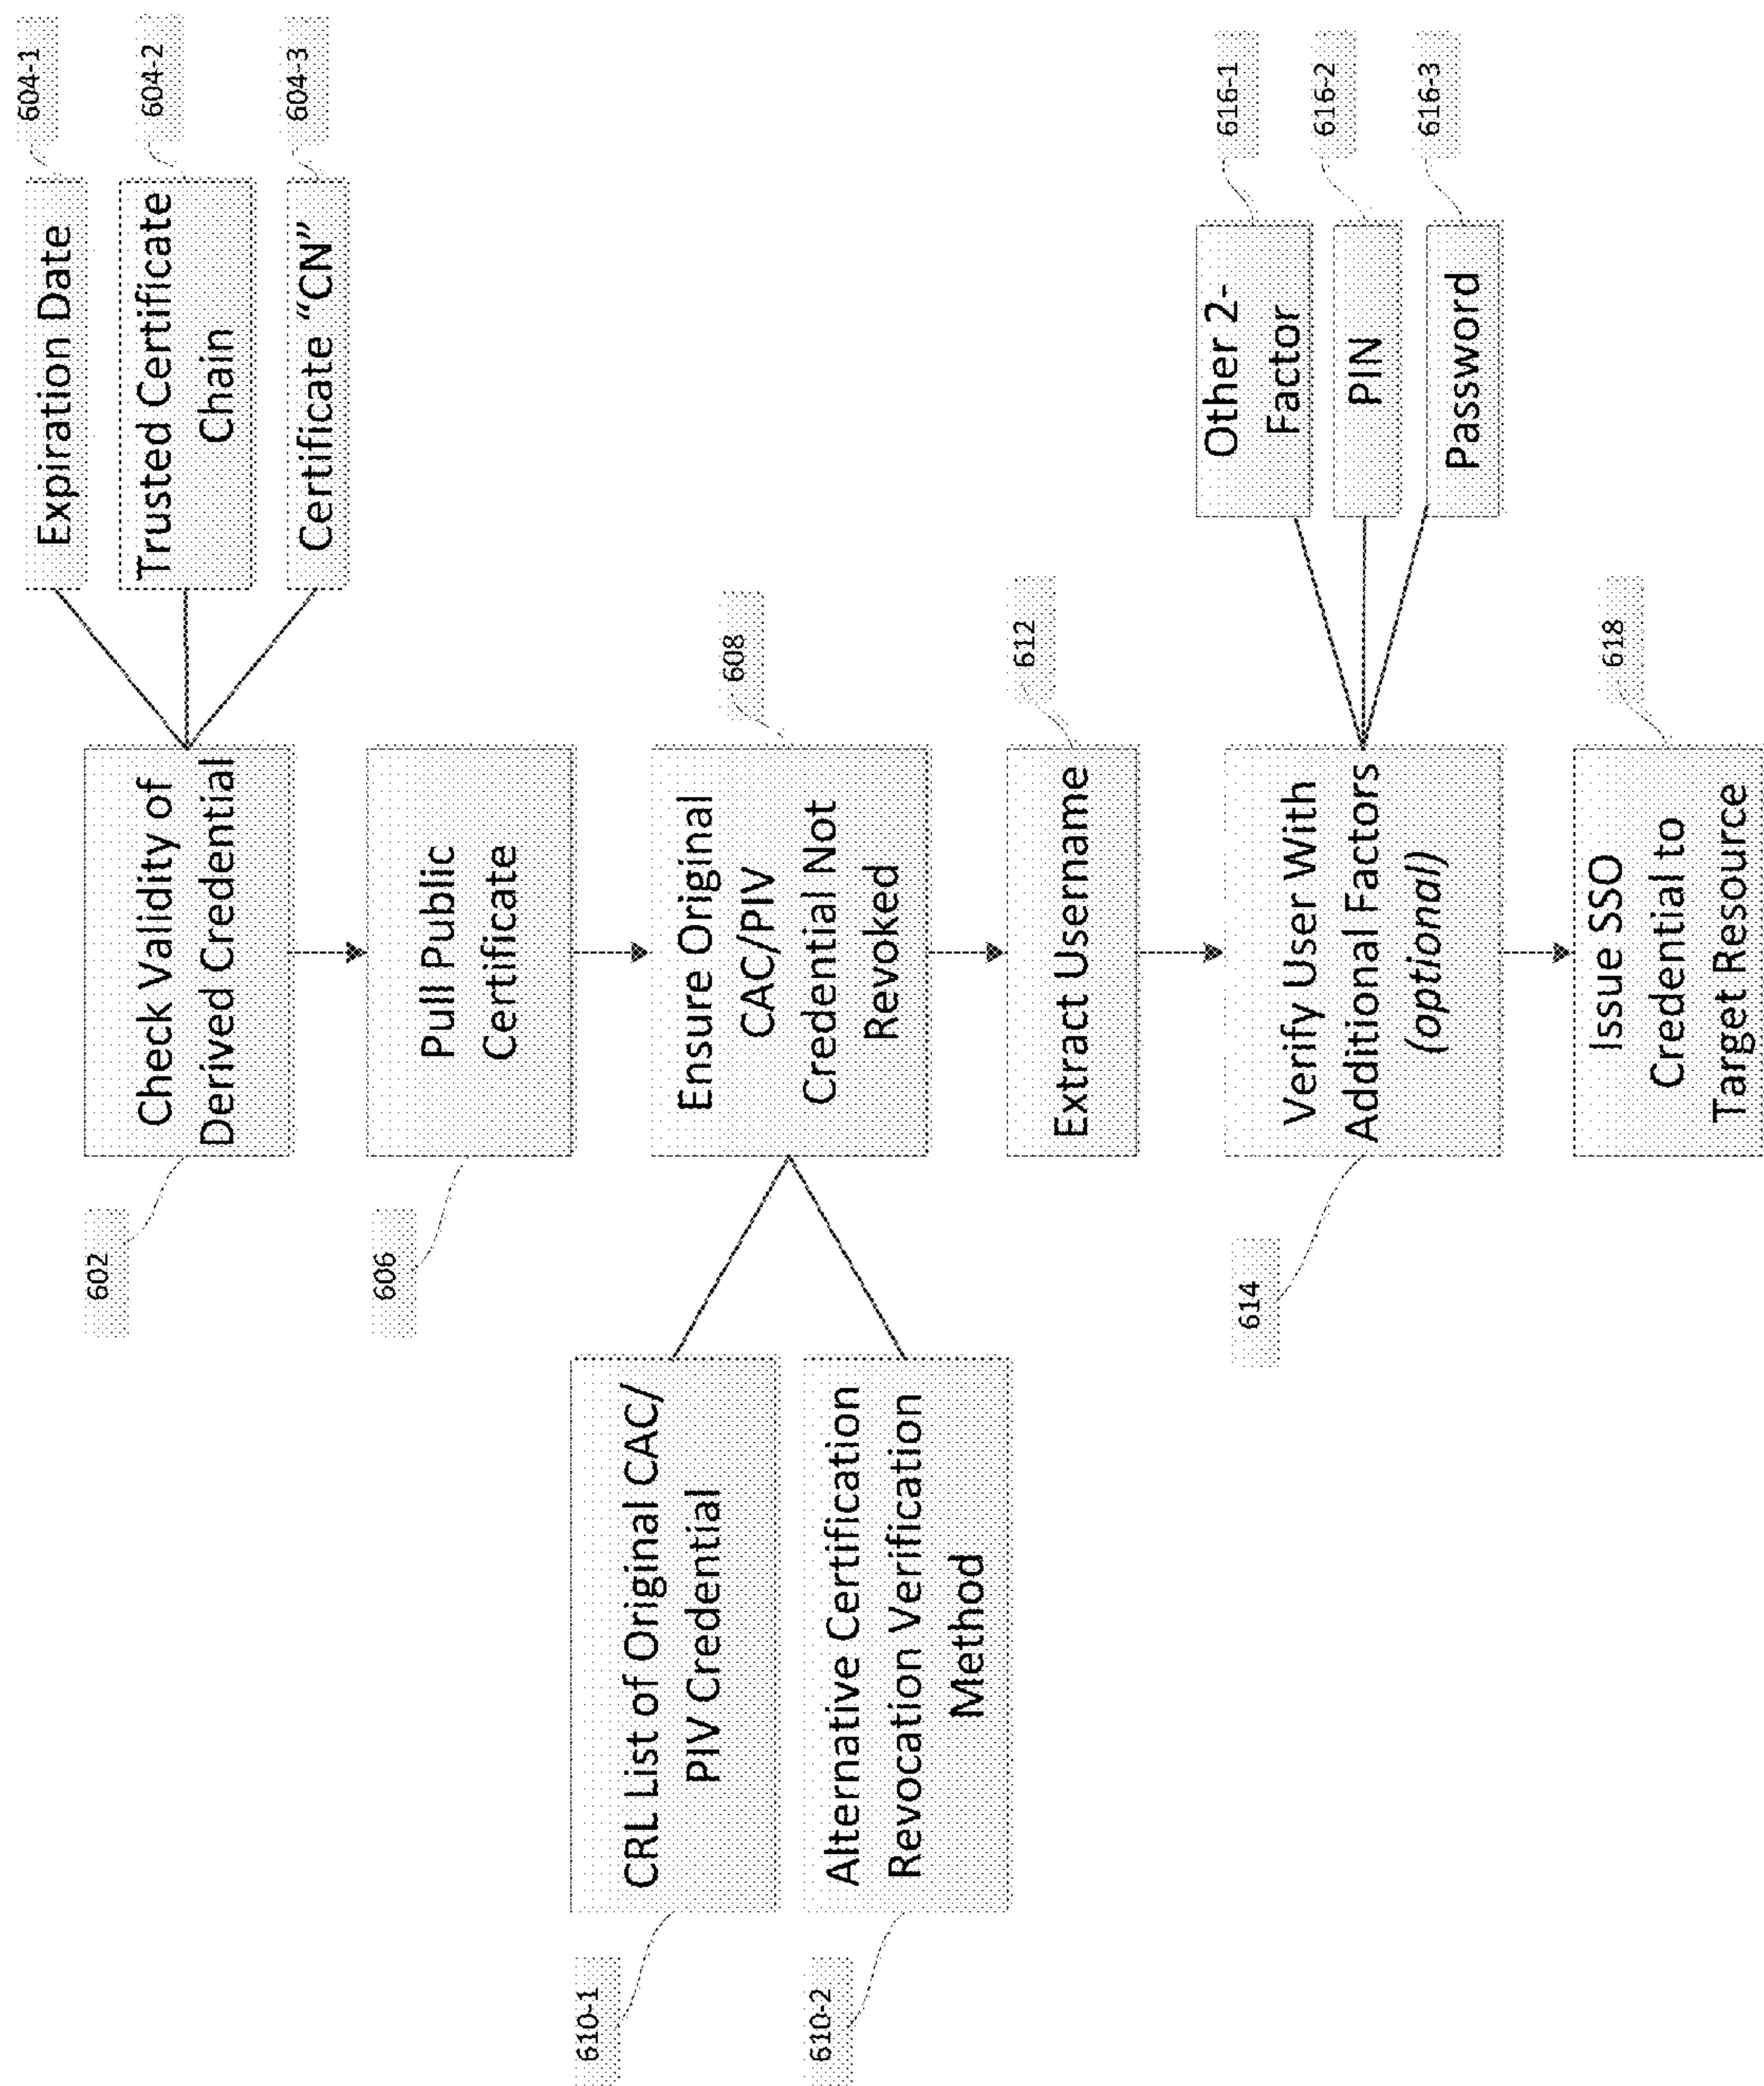 602
Check Validity of
Derived Credential
604-1
Expiration Date
604-2
Trusted Certificate
Chain
604-3
Certificate “CN”
606
Pull Public
Certificate
608
Ensure Original
CAC/PIV
Credential Not
Revoked
610-1
CRL List of Original CAC/
PIV Credential
610-2
Alternative Certification
Revocation Verification
Method
612
Extract Username
614
Verify User With
Additional Factors
(optional)
616-1
Other 2-
Factor
616-2
PIN
616-3
Password
618
Issue SSO
Credential to
Target Resource